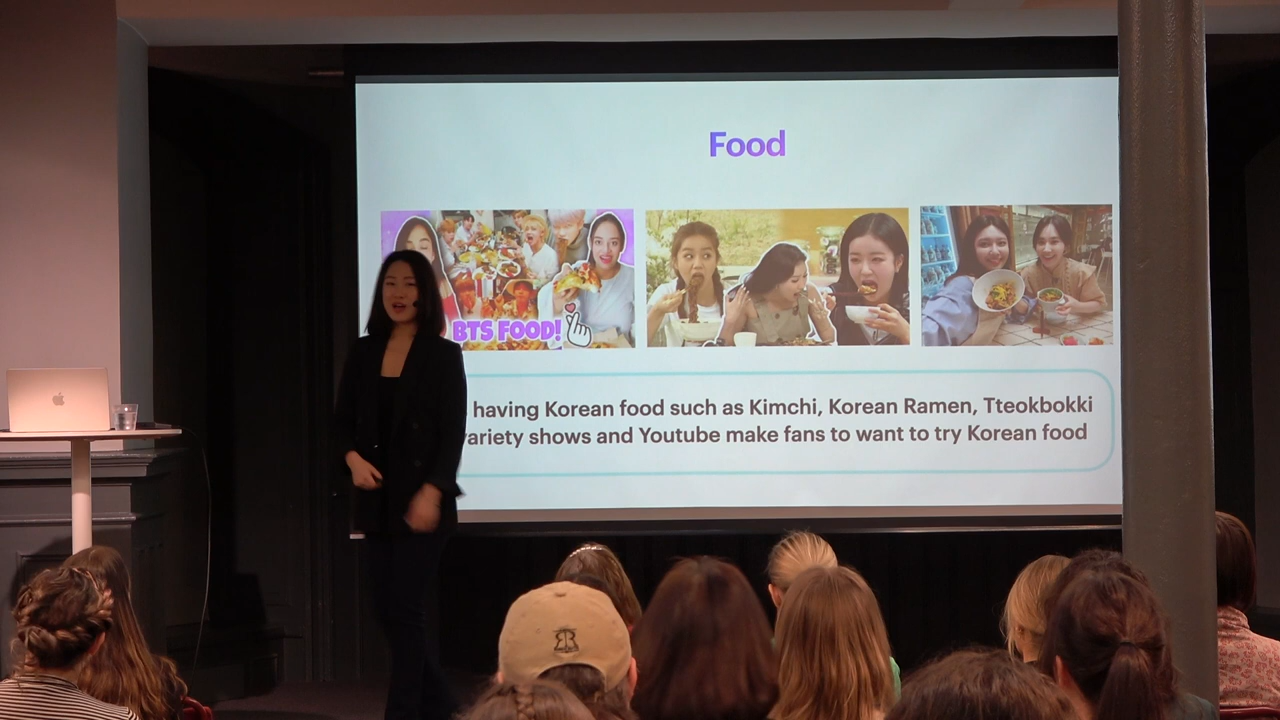 Food
BTS FOOD!
having Korean food such as Kimchi, Korean Ramen, Tteokbokki
variety shows and Youtube make fans to want to try Korean food